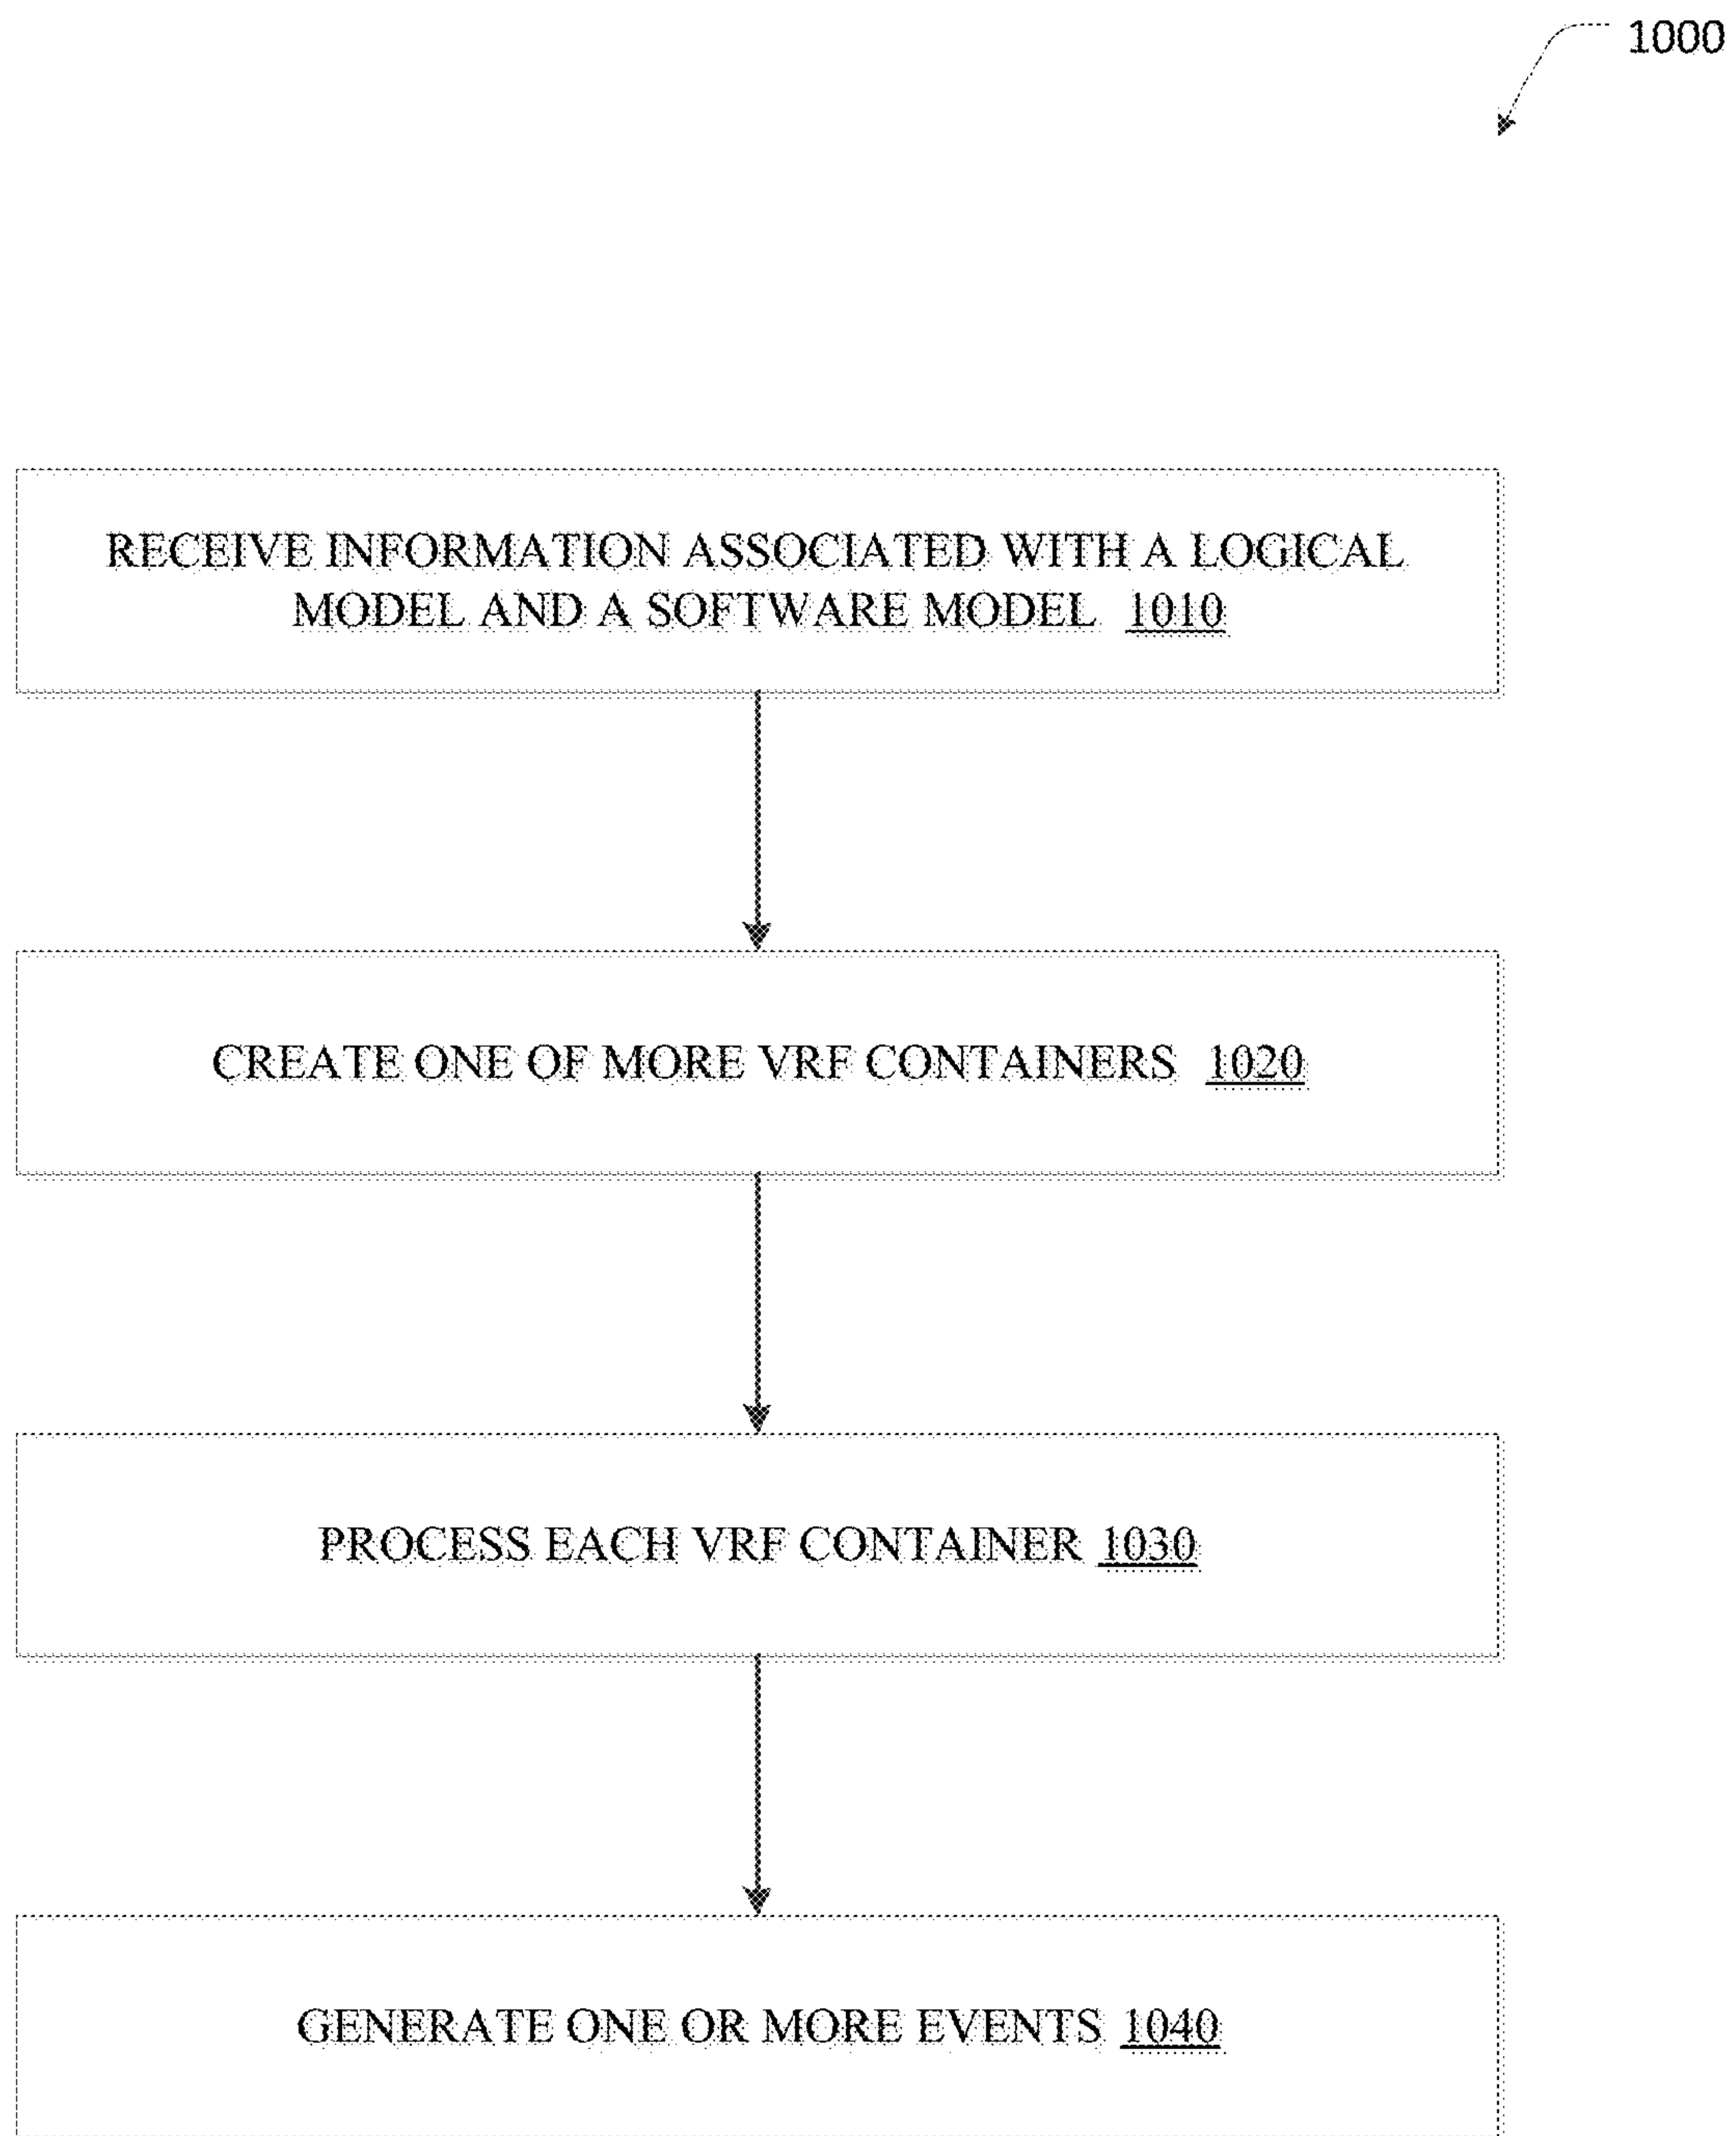 1000
RECEIVE INFORMATION ASSOCIATED WITH A LOGICAL
MODEL AND A SOFTWARE MODEL 1010
CREATE ONE OF MORE VRF CONTAINERS 1020
PROCESS EACH VRF CONTAINER 1030
GENERATE ONE OR MORE EVENTS 1040